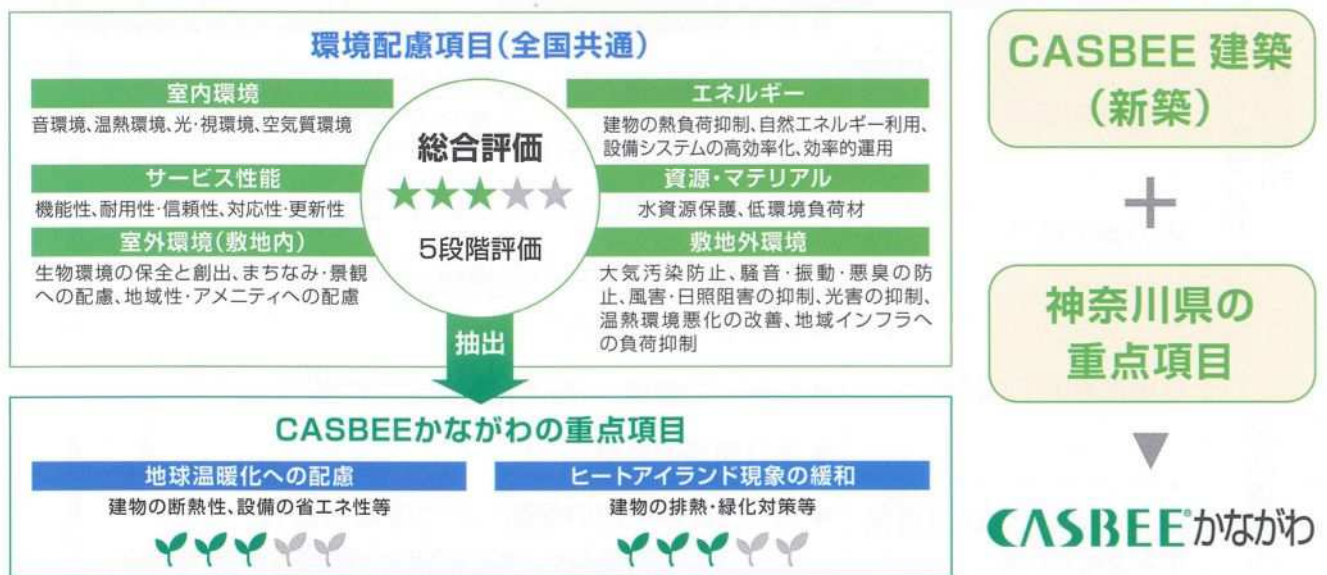 環境配慮項目(全国共通)
室内環境
音環境、温熱環境、光・視環境、空気質環境
サービス性能
機能性、耐用性・信頼性、対応性・更新性
室外環境(敷地内)
生物環境の保全と創出、まちなみ・景観
への配慮、地域性・アメニティへの配慮
総合評価
5段階評価
エネルギー
建物の熱負荷抑制、自然エネルギー利用、
設備システムの高効率化、効率的運用
資源・マテリアル
水資源保護、低環境負荷材
敷地外環境
大気汚染防止、騒音・振動・悪臭の防
止、風害・日照阻害の抑制、光害の抑制、
温熱環境悪化の改善、地域インフラへ
の負荷抑制
抽出
CASBEEかながわの重点項目
地球温暖化への配慮
建物の断熱性、設備の省エネ性等
ヒートアイランド現象の緩和
建物の排熱・緑化対策等
CASBEE 建築
(新築)
+
神奈川県の
重点項目
CASBEE®かながわ